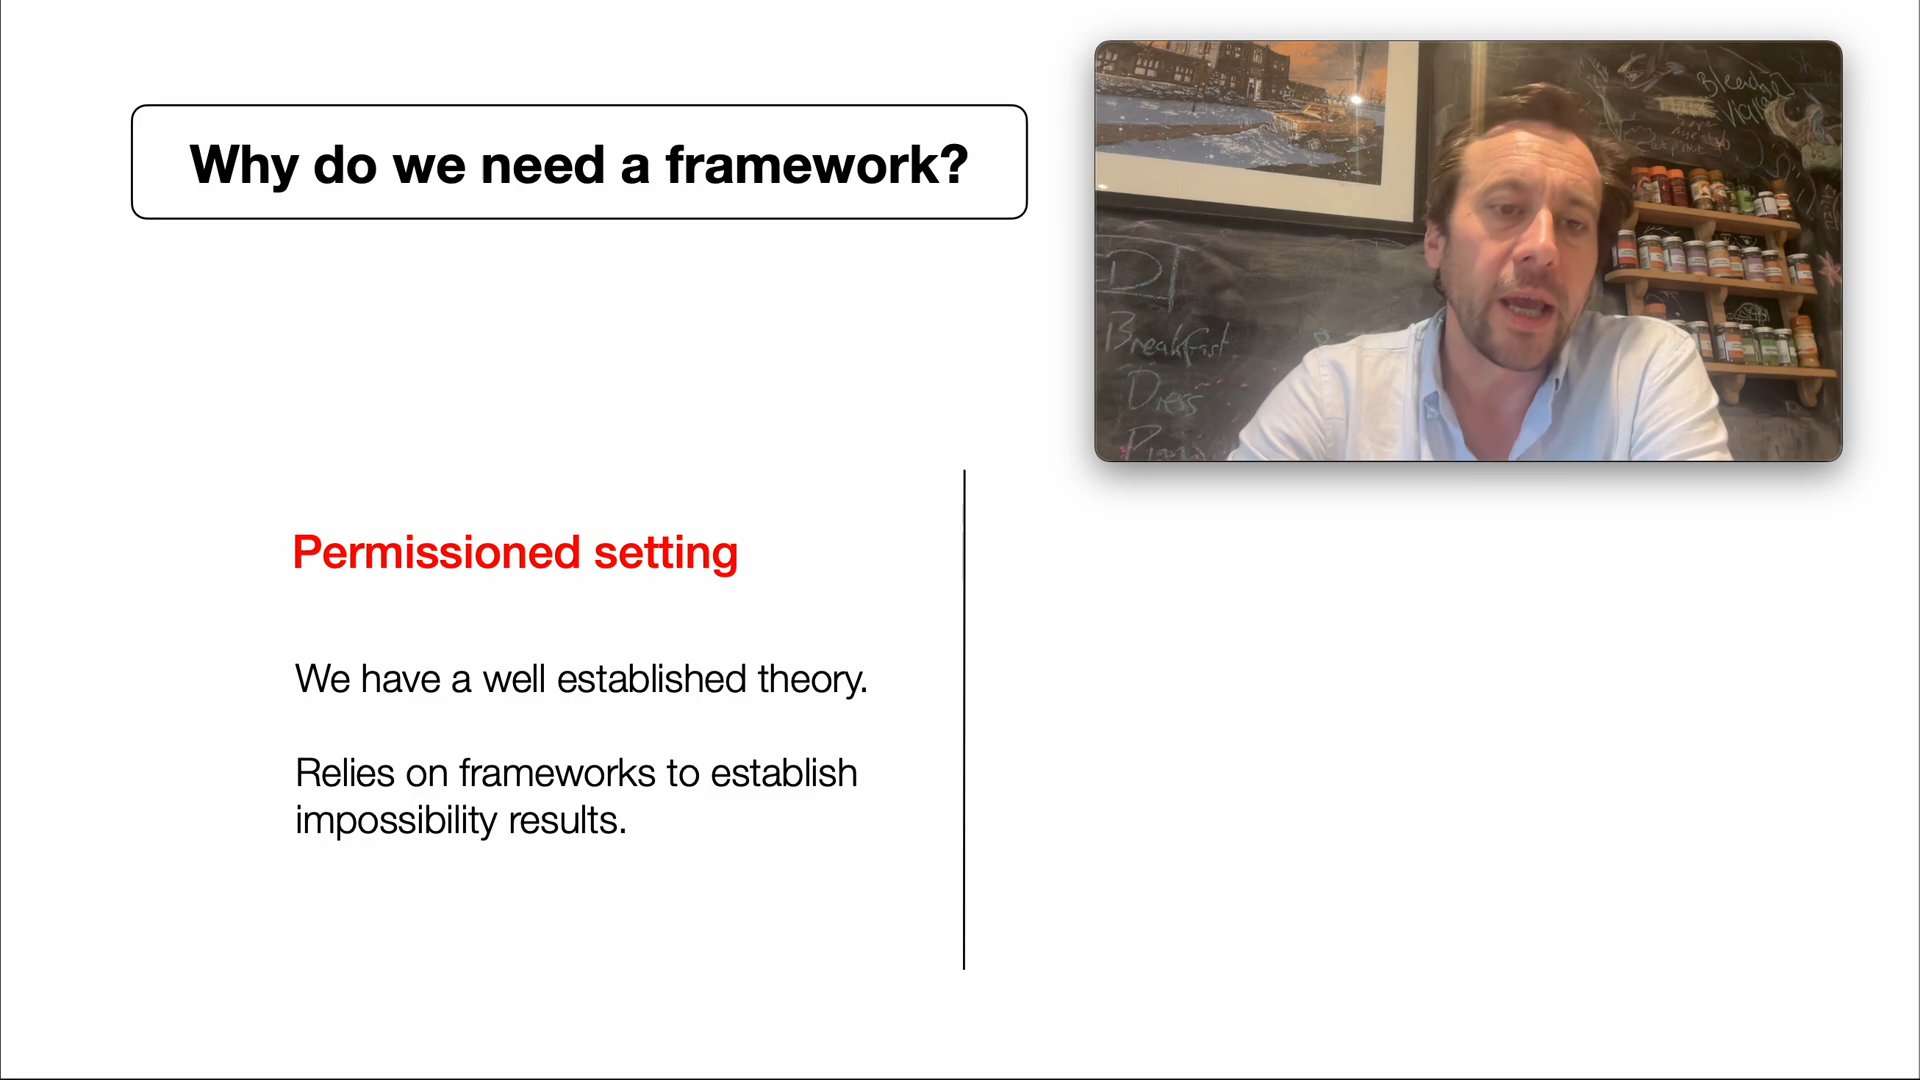 Why do we need a framework?
Permissioned setting
We have a well established theory.
Relies on frameworks to establish
impossibility results.
Breakfast
Dress